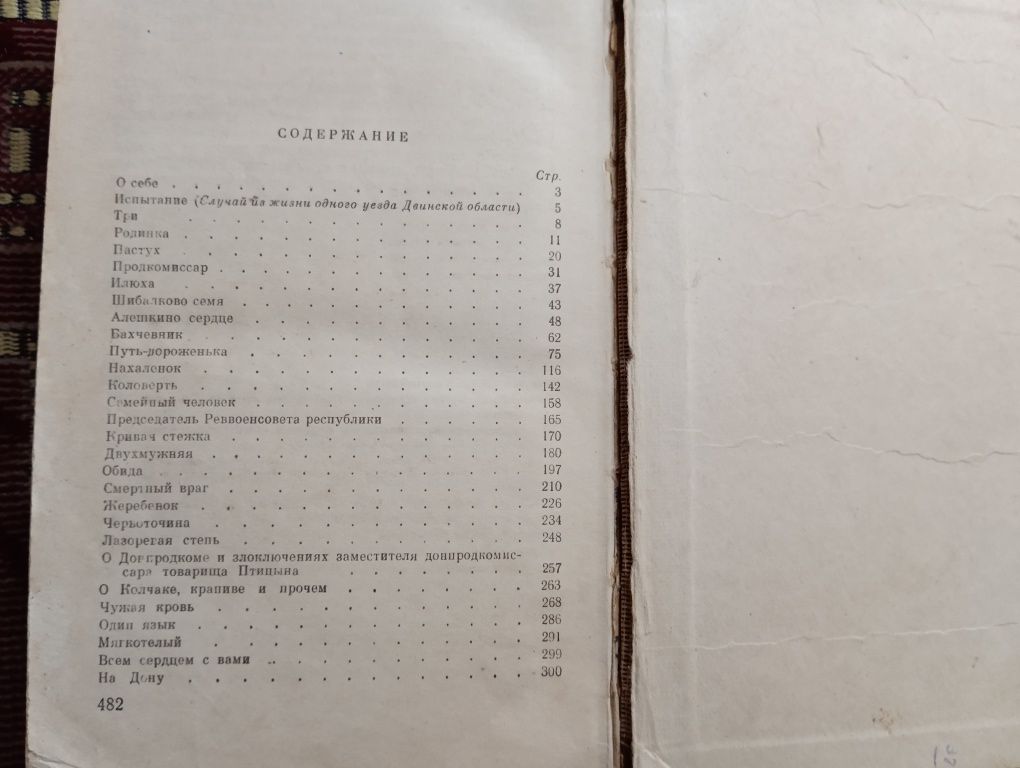 СОДЕРЖАНИЕ
Стр.
О себе . . . . . . . . . . . . . . . . 3
Испытание (Случай из жизни одного уезда Двинской области) 5
Три . . . . . . . . . . . . . . . 8
Родинка . . . . . . . . . . . . . . . 11
Пастух . . . . . . . . . . . . . . . 20
Продкомиссар . . . . . . . . . . . . . . 31
Илюха . . . . . . . . . . . . . . . 37
Шибалково семя . . . . . . . . . . . . . 43
Алешкино сердце . . . . . . . . . . . . 48
Бахчевник . . . . . . . . . . . . . . 62
Путь-дороженька . . . . . . . . . . . . 75
Нахаленок . . . . . . . . . . . . . . 116
Коловерть . . . . . . . . . . . . . . 142
Семейный человек . . . . . . . . . . . . 158
Председатель Реввоенсовета республики . . . . . 165
Кривая стежка . . . . . . . . . . . . . 170
Двухмужняя . . . . . . . . . . . . . . 180
Обида . . . . . . . . . . . . . . . . 197
Смертный враг . . . . . . . . . . . . . 210
Жеребенок . . . . . . . . . . . . . . 226
Червоточина . . . . . . . . . . . . . . 234
Лазоревая степь . . . . . . . . . . . . 248
О Донпродкоме и злоключениях заместителя донпродкомис-
сара товарища Птицына . . . . . . . . 257
О Колчаке, крапиве и прочем . . . . . . . . 263
Чужая кровь . . . . . . . . . . . . . . 268
Один язык . . . . . . . . . . . . . . 286
Мягкотелый . . . . . . . . . . . . . . 291
Всем сердцем с вами . . . . . . . . . . . 299
На Дону . . . . . . . . . . . . . . . 300
482